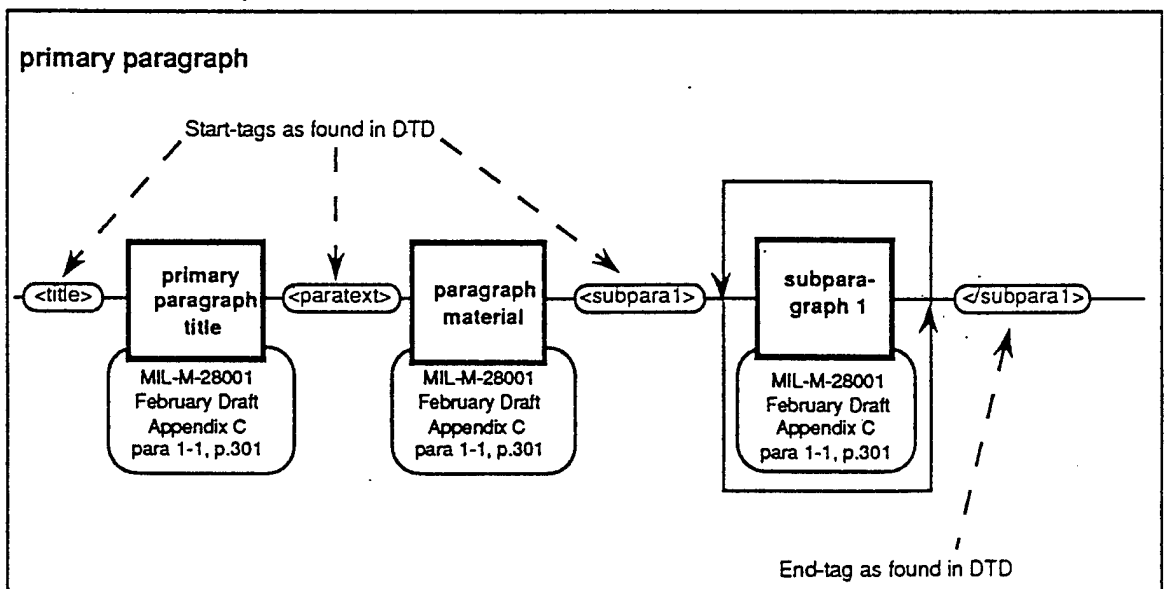 primary paragraph
Start-tags as found in DTD
<title>
primary
paragraph
title
<paratext>
paragraph
material
<subpara1>
subpara-
graph 1
</subpara1>
MIL-M-28001
February Draft
Appendix C
para 1-1, p.301
MIL-M-28001
February Draft
Appendix C
para 1-1, p.301
MIL-M-28001
February Draft
Appendix C
para 1-1, p.301
End-tag as found in DTD